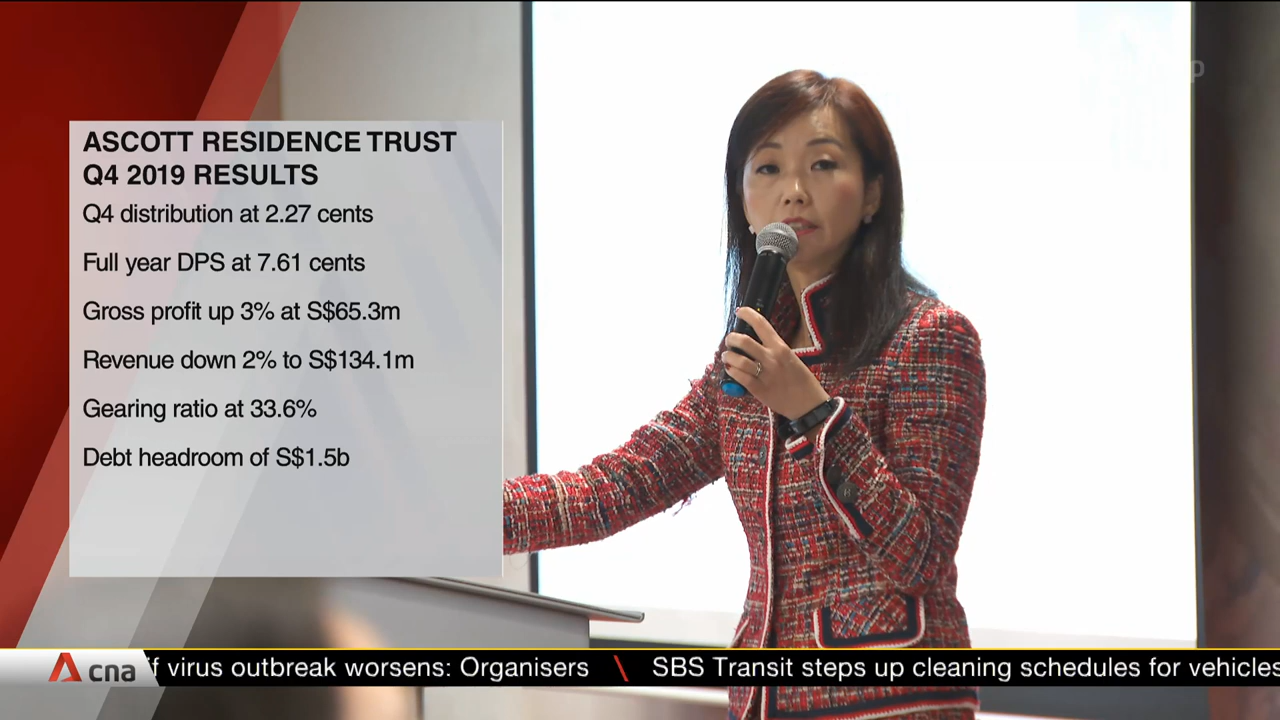 ASCOTT RESIDENCE TRUST
Q4 2019 RESULTS
Q4 distribution at 2.27 cents
Full year DPS at 7.61 cents
Gross profit up 3% at S$65.3m
Revenue down 2% to S$134.1m
Gearing ratio at 33.6%
Debt headroom of S$1.5b
cna if virus outbreak worsens: Organisers \ SBS Transit steps up cleaning schedules for vehicles